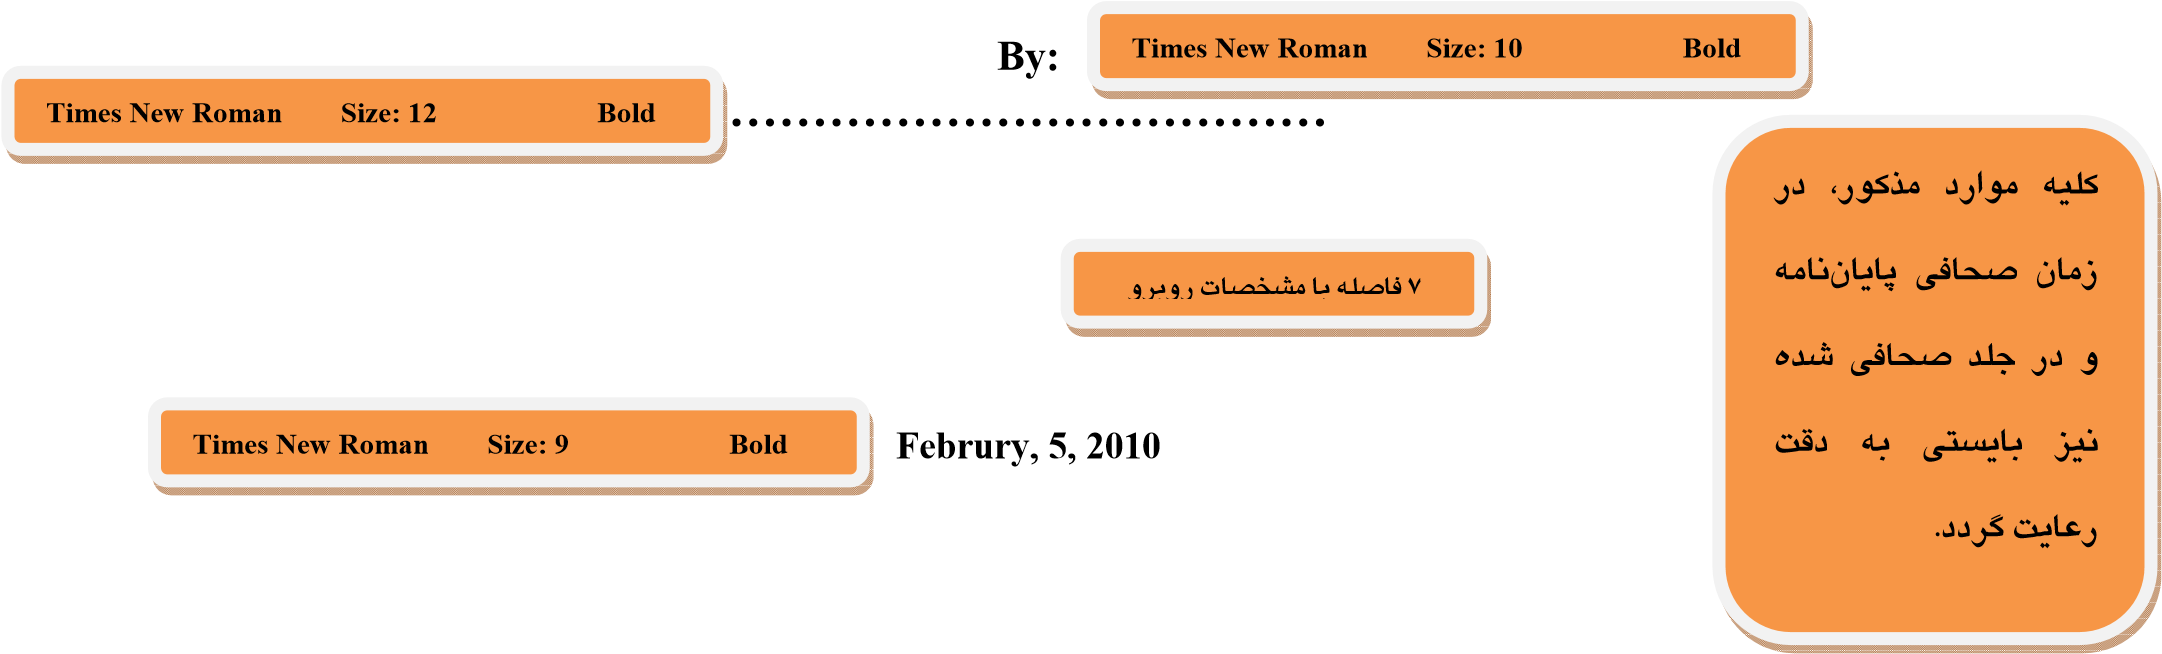 By: Times New Roman Size: 10 Bold
Times New Roman Size: 12 Bold ....................................
کلیه موارد مذکور، در
زمان صحافی پایان‌نامه
و در جلد صحافی شده
نیز بایستی به دقت
رعایت گردد.
۷ فاصله با مشخصات روبرو
Times New Roman Size: 9 Bold Februry, 5, 2010